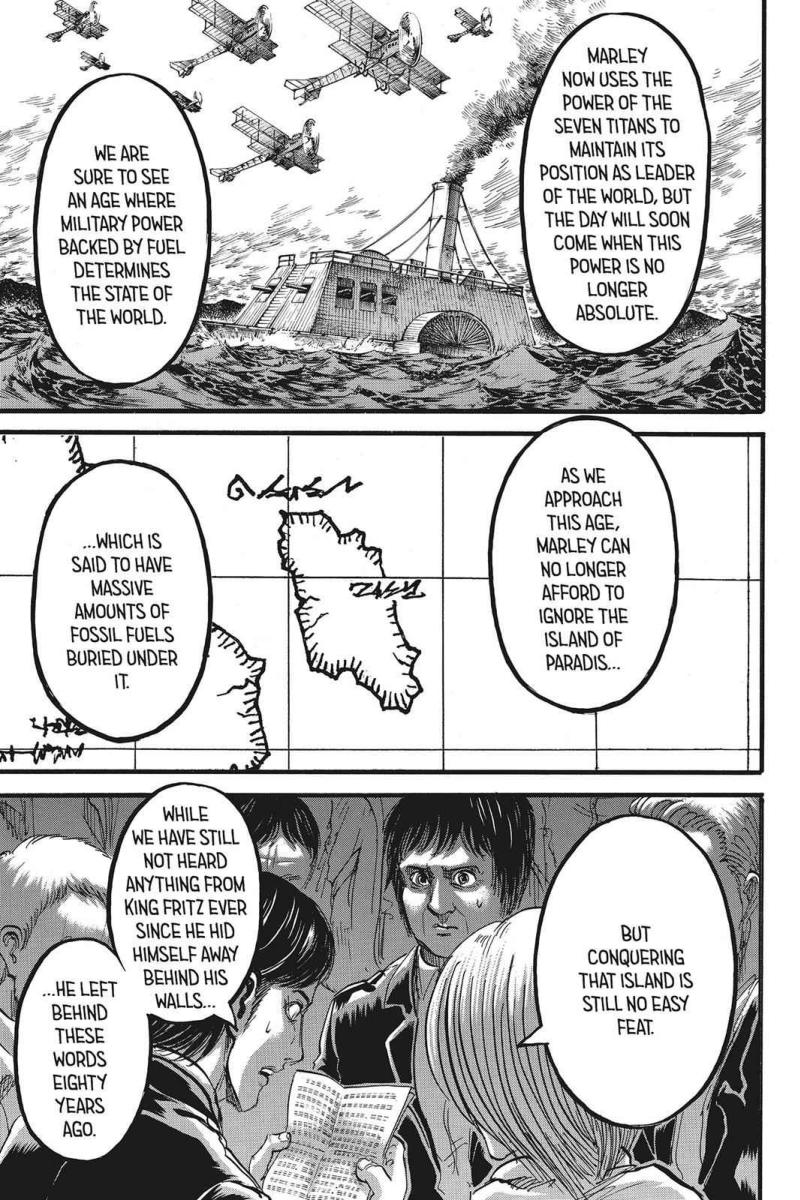 MARLEY
NOW USES THE
POWER OF THE
SEVEN TITANS TO
MAINTAIN ITS
POSITION AS LEADER
OF THE WORLD, BUT
THE DAY WILL SOON
COME WHEN THIS
POWER IS NO
LONGER
ABSOLUTE.
WE ARE
SURE TO SEE
AN AGE WHERE
MILITARY POWER
BACKED BY FUEL
DETERMINES
THE STATE OF
THE WORLD.
AS WE
APPROACH
THIS AGE,
MARLEY CAN
NO LONGER
AFFORD TO
IGNORE THE
ISLAND OF
PARADIS...
...WHICH IS
SAID TO HAVE
MASSIVE
AMOUNTS OF
FOSSIL FUELS
BURIED UNDER
IT.
BUT
CONQUERING
THAT ISLAND IS
STILL NO EASY
FEAT.
WHILE
WE HAVE STILL
NOT HEARD
ANYTHING FROM
KING FRITZ EVER
SINCE HE HID
HIMSELF AWAY
BEHIND HIS
WALLS...
...HE LEFT
BEHIND
THESE
WORDS
EIGHTY
YEARS
AGO.